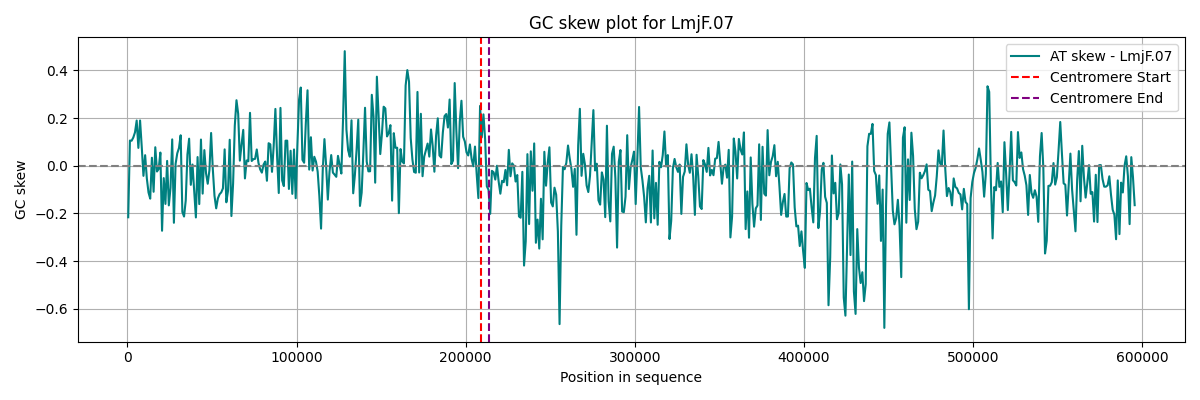 GC skew plot for LmjF.07
AT skew - LmjF.07
Centromere Start
Centromere End
GC skew
0.4
0.2
0.0
−0.2
−0.4
−0.6
0 100000 200000 300000 400000 500000 600000
Position in sequence